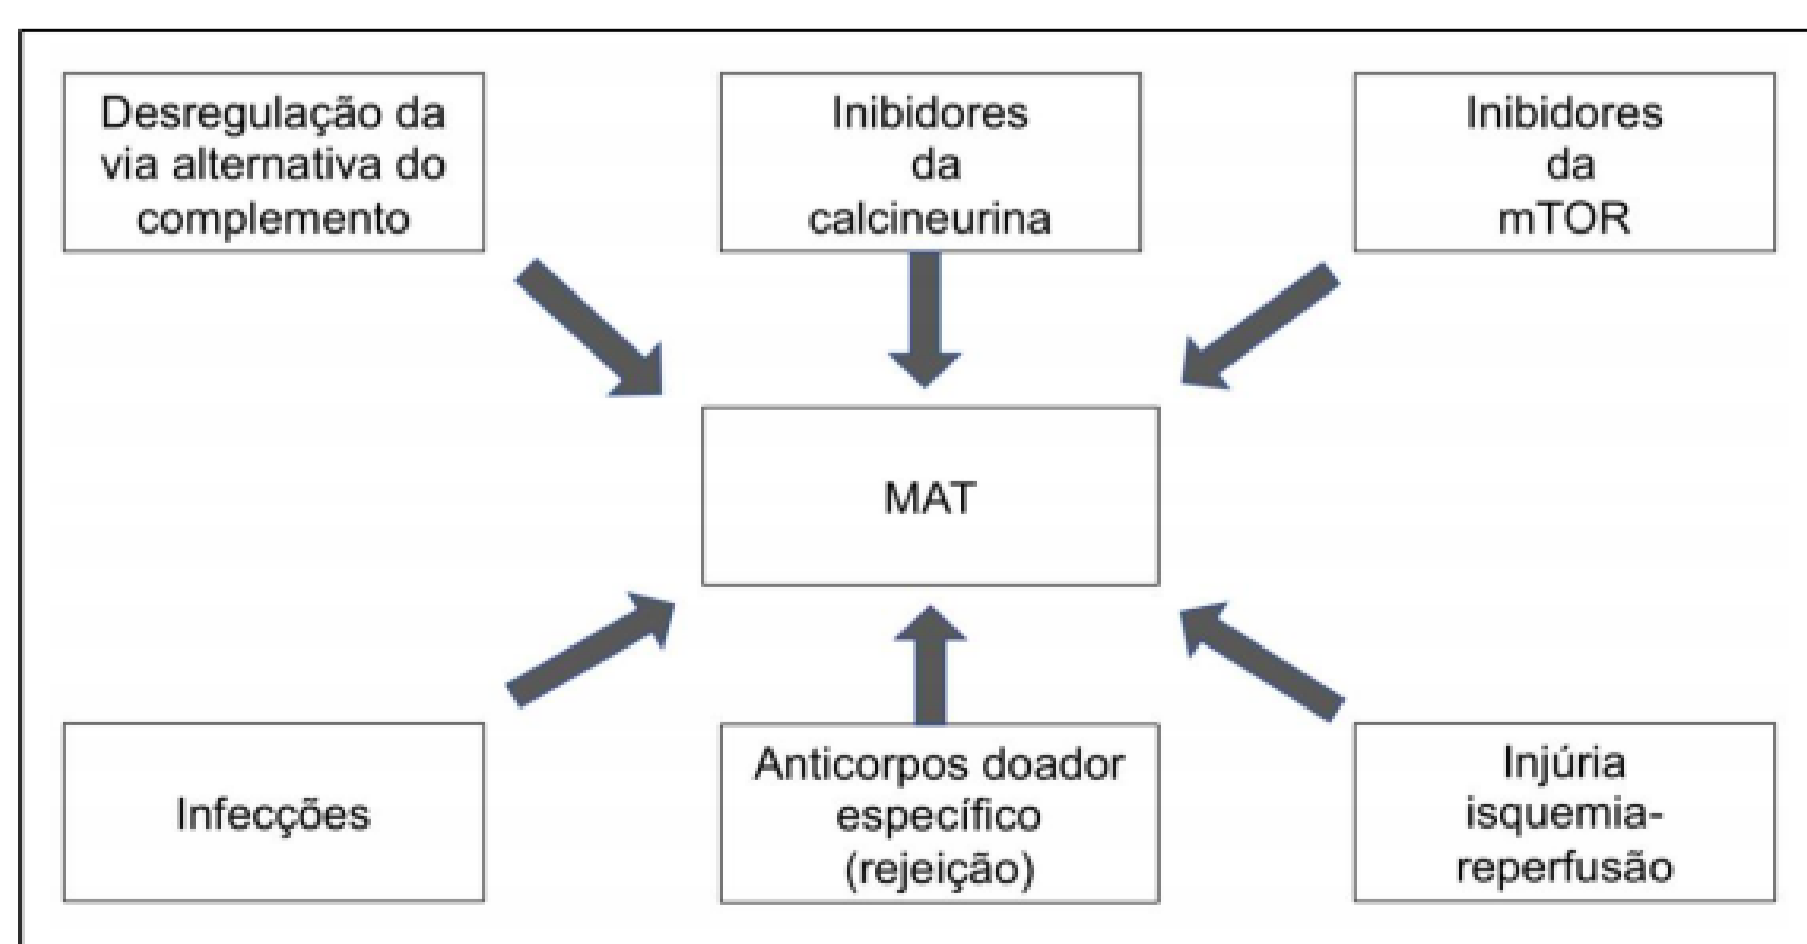 Desregulação da
via alternativa do
complemento
Inibidores
da
calcineurina
Inibidores
da
mTOR
MAT
Infecções
Anticorpos doador
específico
(rejeição)
Injúria
isquemia-
reperfusão